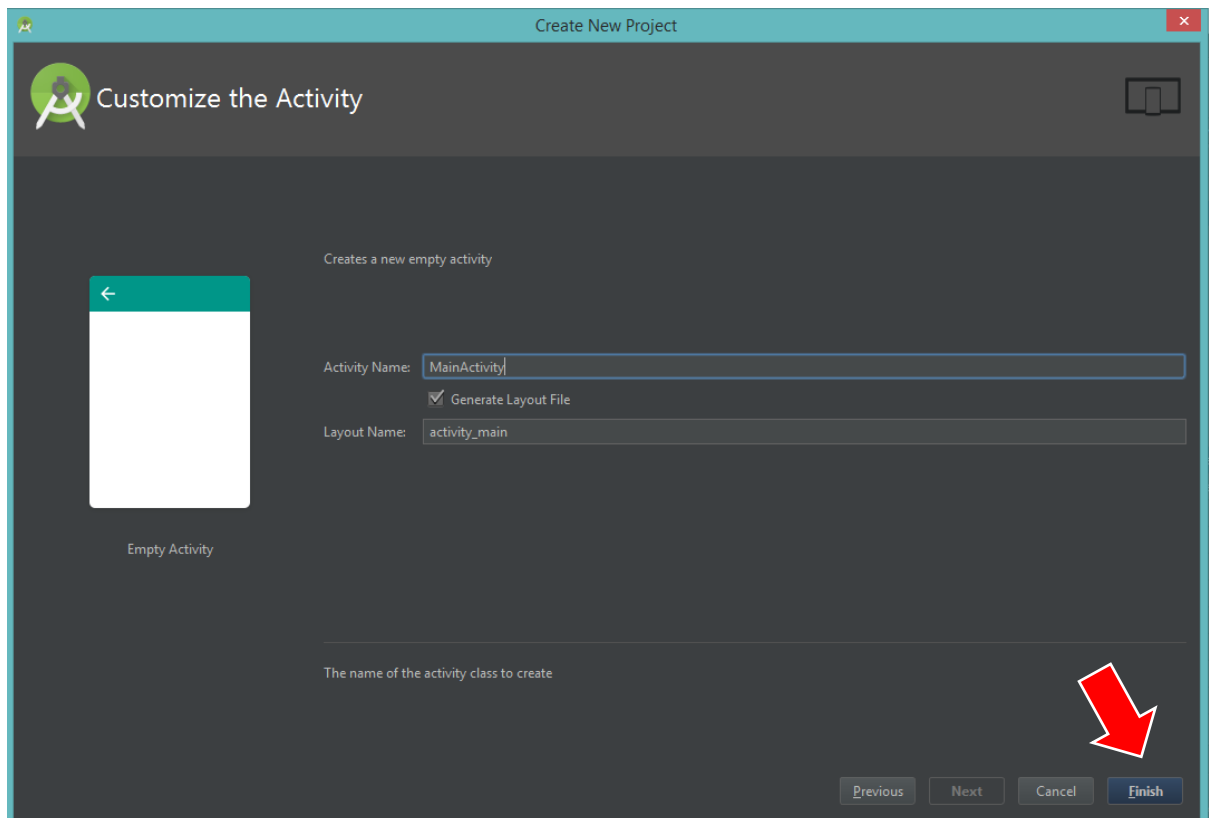 Create New Project
Customize the Activity
Creates a new empty activity
Activity Name: MainActivity
Generate Layout File
Layout Name: activity_main
Empty Activity
The name of the activity class to create
Previous Next Cancel Finish